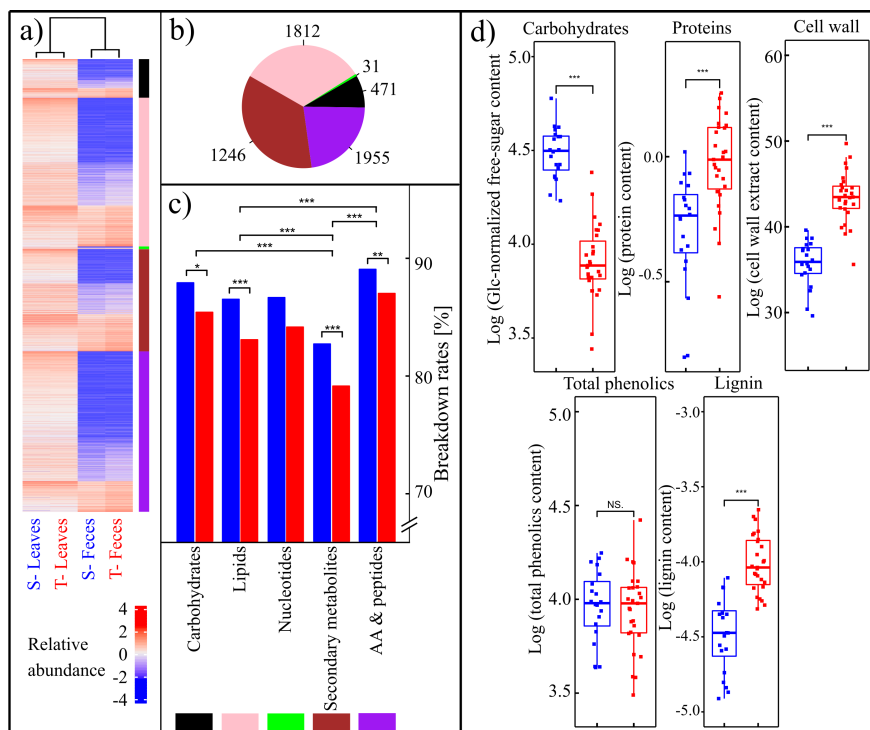 a)
S- Leaves
T- Leaves
S- Feces
T- Feces
Relative
abundance
4
2
0
-2
-4
b)
1812
31
471
1246
1955
c)
***
***
***
***
*
***
***
**
90
80
70
Breakdown rates [%]
Carbohydrates
Lipids
Nucleotides
Secondary metabolites
AA & peptides
d)
Carbohydrates
Log (Glc-normalized free-sugar content)
5.0
4.5
4.0
3.5
***
Proteins
Log (protein content)
0.0
-0.5
***
Cell wall
Log (cell wall extract content)
60
50
40
30
***
Total phenolics
Log (total phenolics content)
5.0
4.5
4.0
3.5
NS.
Lignin
Log (lignin content)
-3.0
-3.5
-4.0
-4.5
-5.0
***